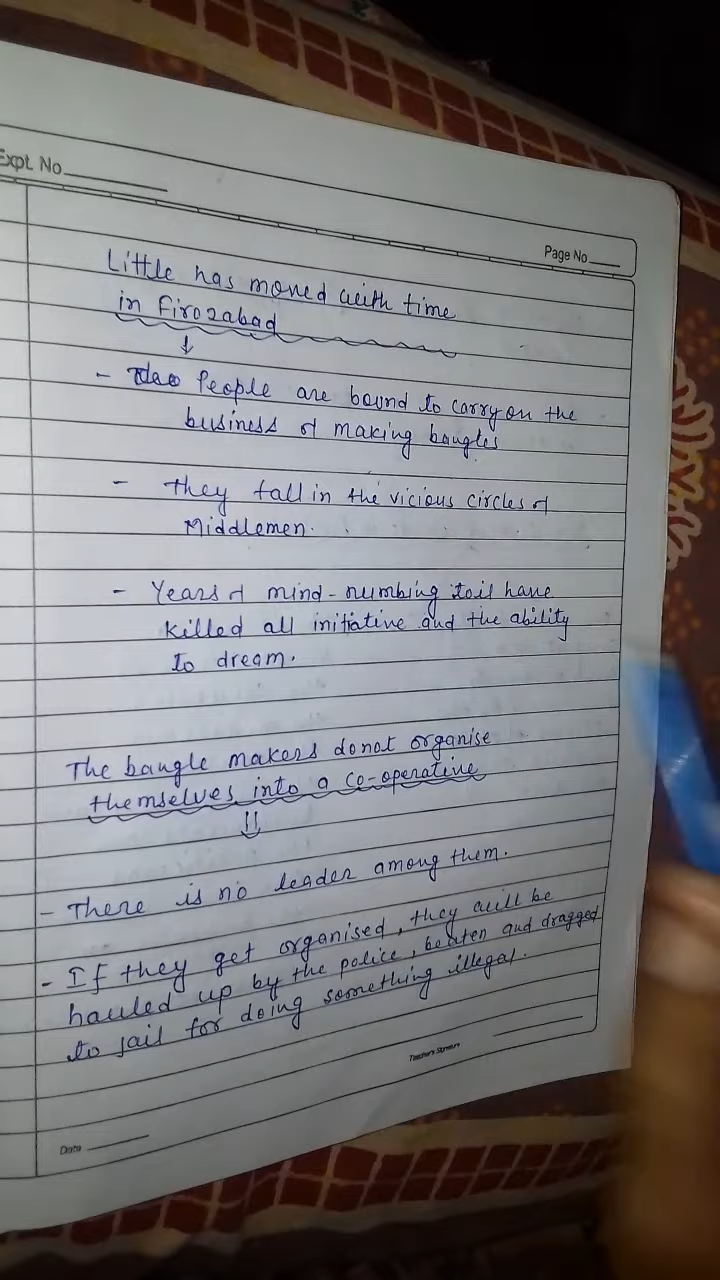 Expt. No
Page No
Little has moved with time
in Firozabad
↓
- People are bound to carry on the
business of making bangles
- They fall in the vicious circles of
Middlemen.
- Years of mind-numbing toil have
killed all initiative and the ability
to dream.
The bangle makers do not organise
themselves into a co-operative
⇓
- There is no leader among them.
- If they get organised, they will be
hauled up by the police, beaten and dragged
to jail for doing something illegal.
Teacher's Signature
Date